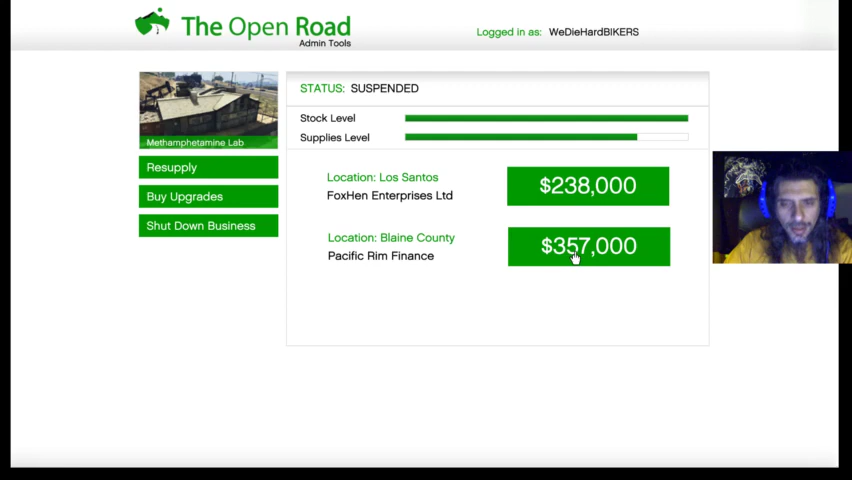 The Open Road
Admin Tools
Logged in as: WeDieHardBIKERS
Methamphetamine Lab
Resupply
Buy Upgrades
Shut Down Business
STATUS: SUSPENDED
Stock Level
Supplies Level
Location: Los Santos
FoxHen Enterprises Ltd
$238,000
Location: Blaine County
Pacific Rim Finance
$357,000